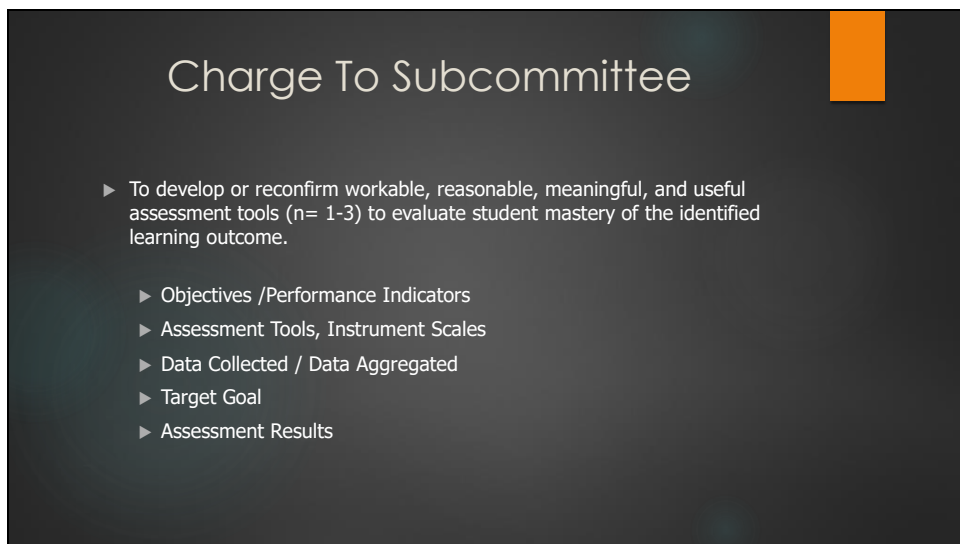 Charge To Subcommittee
▶ To develop or reconfirm workable, reasonable, meaningful, and useful
assessment tools (n= 1-3) to evaluate student mastery of the identified
learning outcome.
▶ Objectives /Performance Indicators
▶ Assessment Tools, Instrument Scales
▶ Data Collected / Data Aggregated
▶ Target Goal
▶ Assessment Results